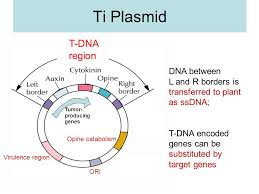 Ti Plasmid
T-DNA
region
Cytokinin
Auxin
Opine
Left
border
Right
border
Tumor-
producing
genes
Opine catabolism
Virulence region
ORI
DNA between
L and R borders is
transferred to plant
as ssDNA;
T-DNA encoded
genes can be
substituted by
target genes